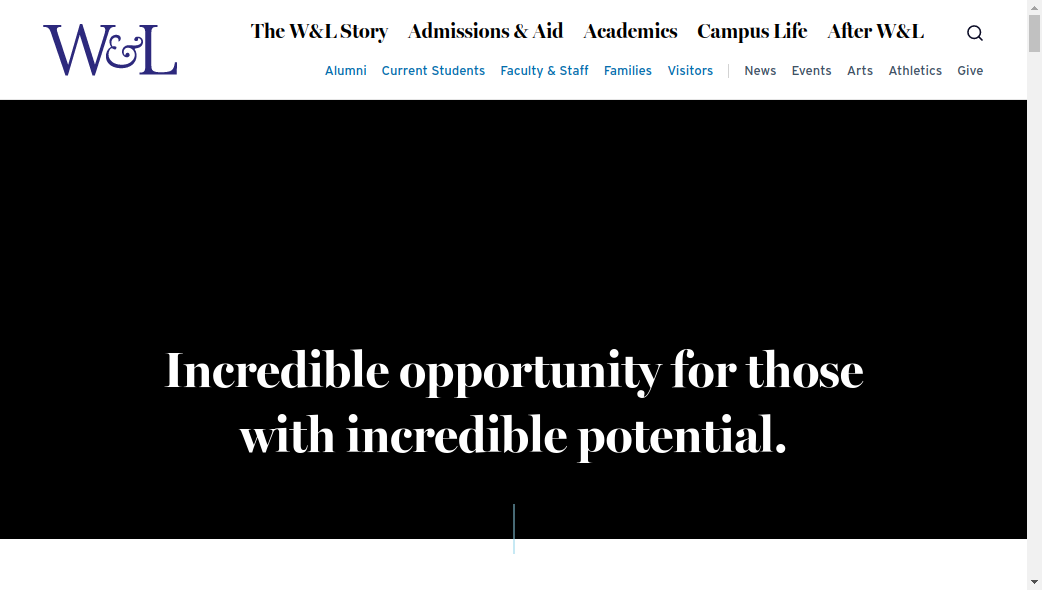 W&L
The W&L Story Admissions & Aid Academics Campus Life After W&L
Alumni Current Students Faculty & Staff Families Visitors News Events Arts Athletics Give
Incredible opportunity for those
with incredible potential.